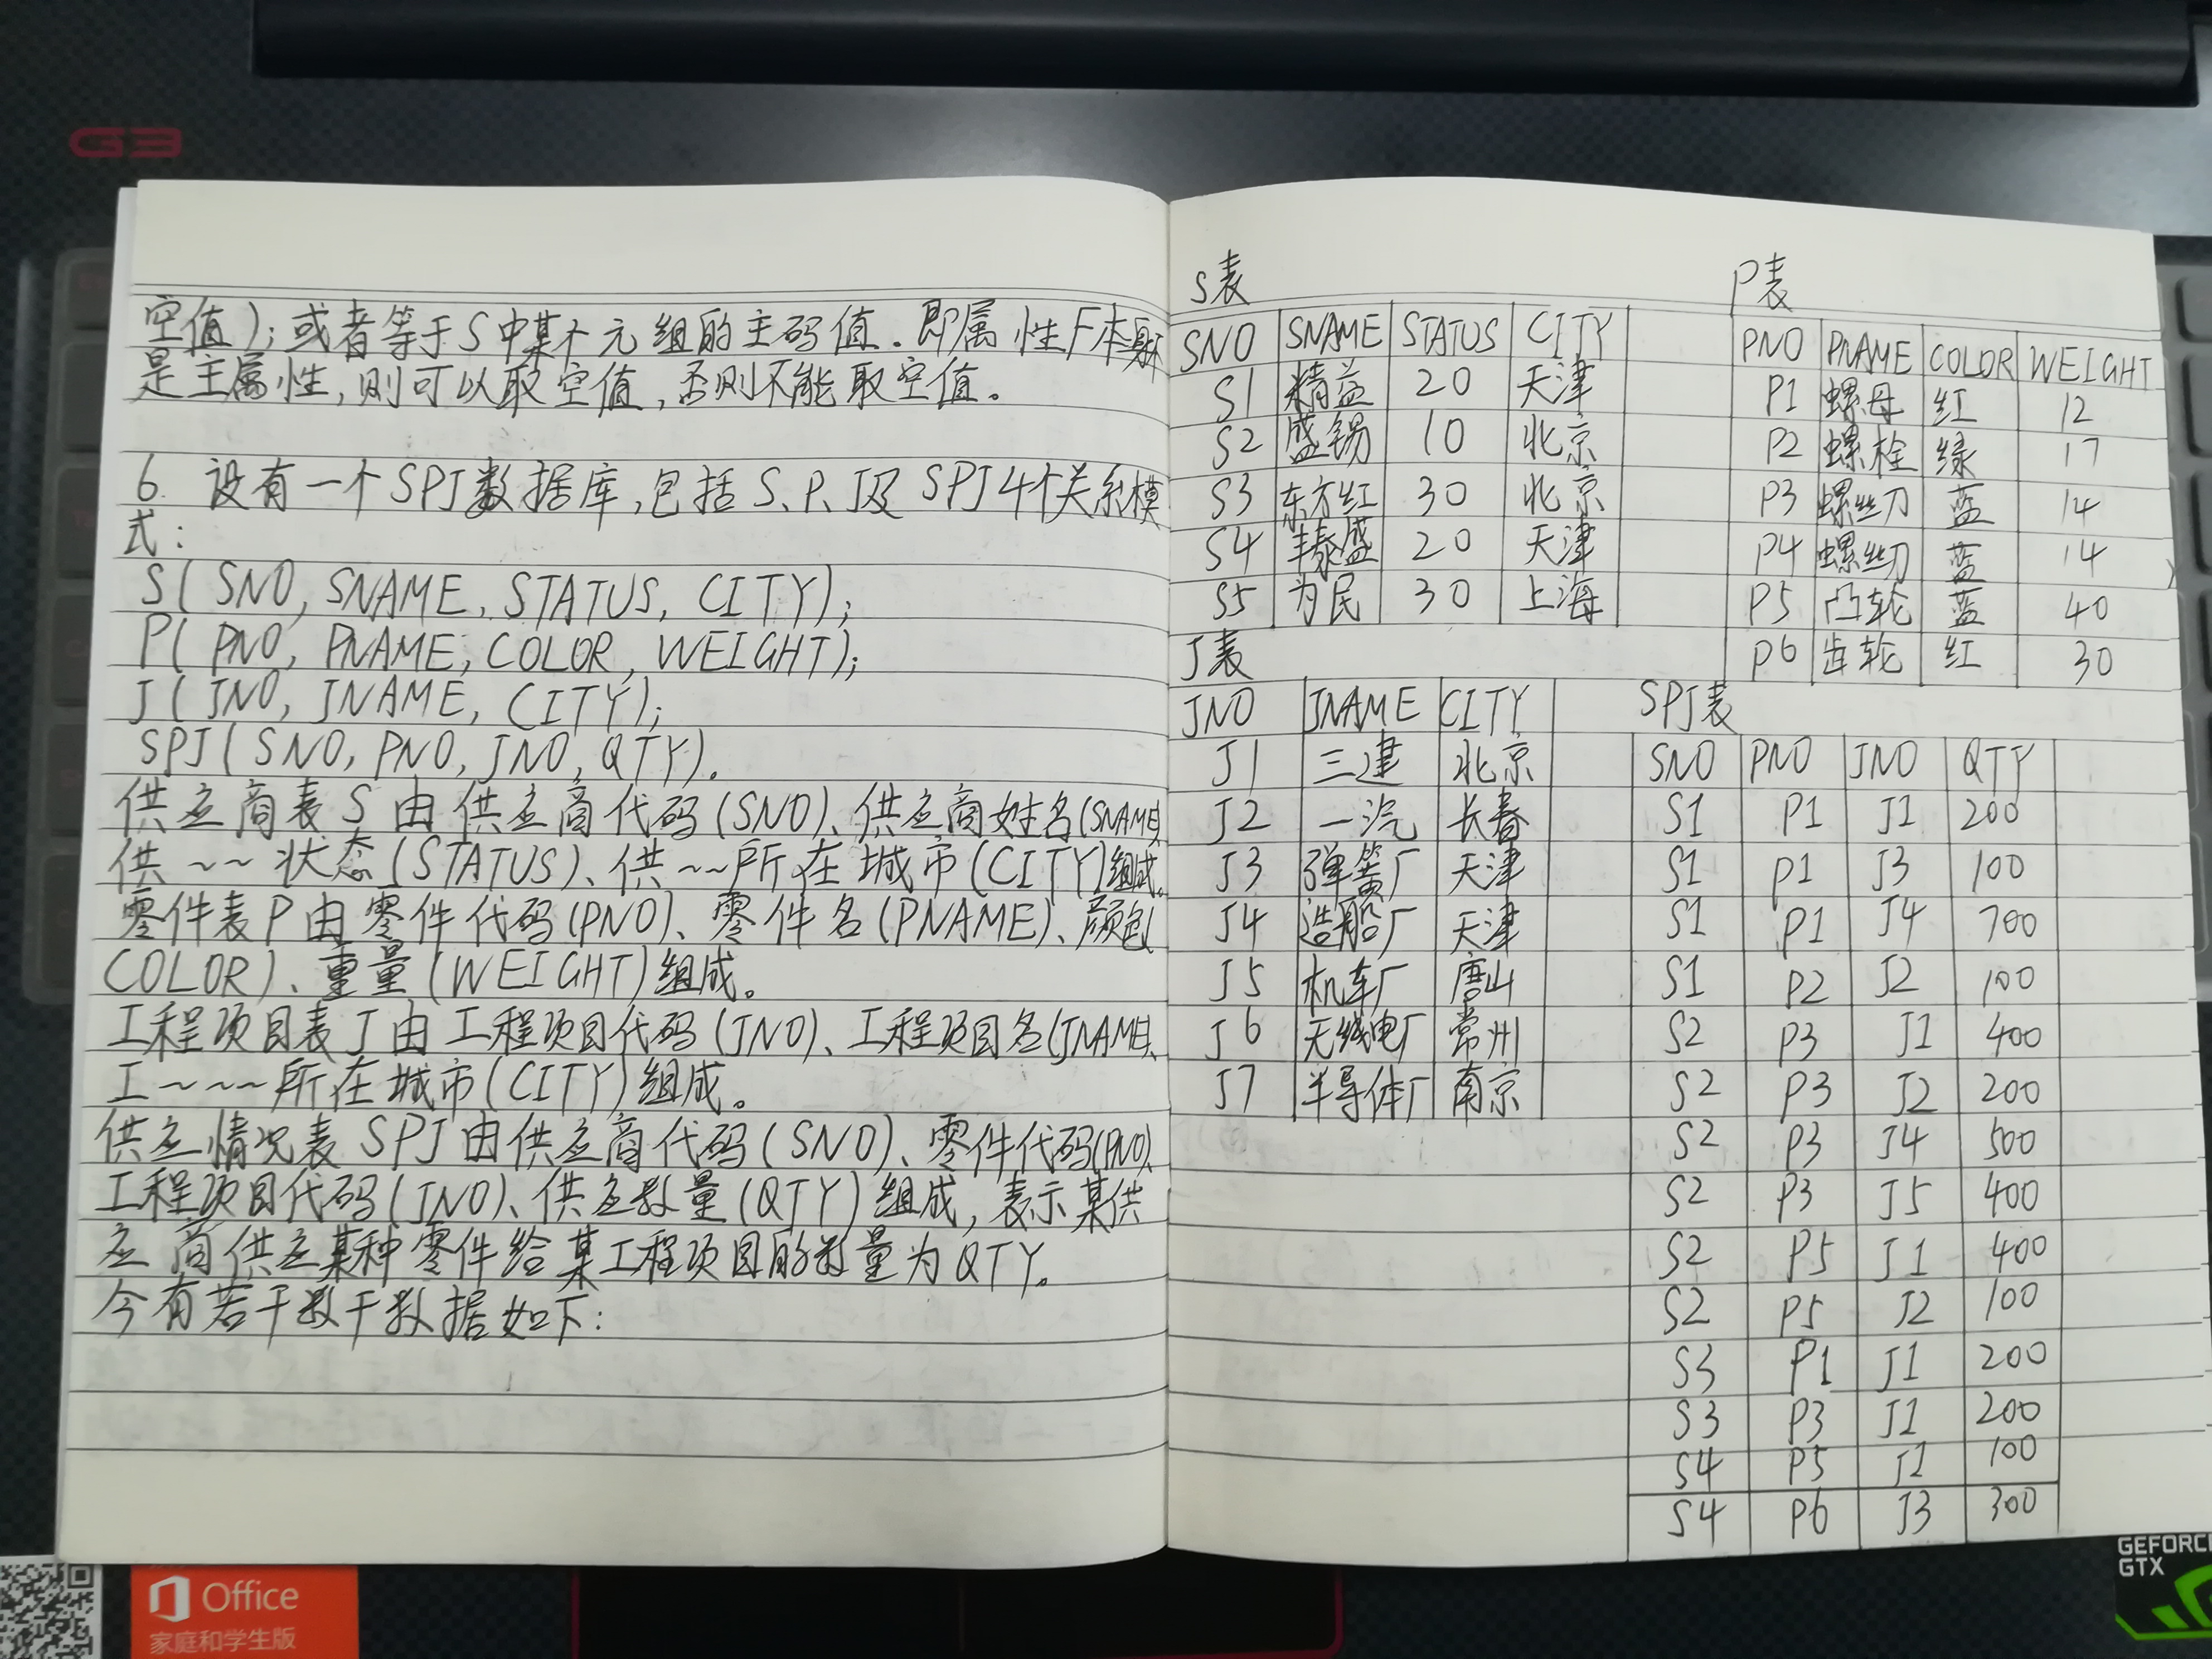 G3
空值);或者等于S中某个元组的主码值。即属性F本身不
是主属性,则可以取空值,否则不能取空值。
6. 设有一个SPJ数据库,包括S、P、J及SPJ4个关系模
式:
S(SNO, SNAME, STATUS, CITY);
P(PNO, PNAME, COLOR, WEIGHT);
J(JNO, JNAME, CITY);
SPJ(SNO, PNO, JNO, QTY).
供应商表S由供应商代码(SNO)、供应商姓名(SNAME)
供~~状态(STATUS)、供~~所在城市(CITY)组成。
零件表P由零件代码(PNO)、零件名(PNAME)、颜色
COLOR)、重量(WEIGHT)组成。
工程项目表J由工程项目代码(JNO)、工程项目名(JNAME)、
工~~~所在城市(CITY)组成。
供应情况表SPJ由供应商代码(SNO)、零件代码(PNO)、
工程项目代码(JNO)、供应数量(QTY)组成,表示某供
应商供应某种零件给某工程项目的数量为QTY。
今有若干数干数据如下:
S表
SNO SNAME STATUS CITY
S1 精益 20 天津
S2 盛锡 10 北京
S3 东方红 30 北京
S4 丰泰盛 20 天津
S5 为民 30 上海
P表
PNO PNAME COLOR WEIGHT
P1 螺母 红 12
P2 螺栓 绿 17
P3 螺丝刀 蓝 14
P4 螺丝刀 蓝 14
P5 凸轮 蓝 40
P6 齿轮 红 30
J表
JNO JNAME CITY
J1 三建 北京
J2 一汽 长春
J3 弹簧厂 天津
J4 造船厂 天津
J5 机车厂 唐山
J6 无线电厂 常州
J7 半导体厂 南京
SPJ表
SNO PNO JNO QTY
S1 P1 J1 200
S1 P1 J3 100
S1 P1 J4 700
S1 P2 J2 100
S2 P3 J1 400
S2 P3 J2 200
S2 P3 J4 500
S2 P3 J5 400
S2 P5 J1 400
S2 P5 J2 100
S3 P1 J1 200
S3 P3 J1 200
S4 P5 J1 100
S4 P6 J3 300
Office
家庭和学生版
GEFORCE
GTX